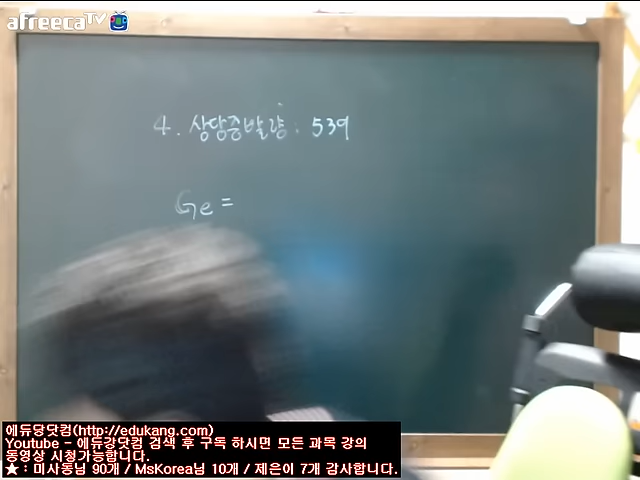 afreecaTV
4. 상당증발량: 539
Ge =
에듀강닷컴(http://edukang.com)
Youtube - 에듀강닷컴 검색 후 구독 하시면 모든 과목 강의
동영상 시청가능합니다.
★ : 미사동님 90개 / MsKorea님 10개 / 제은이 7개 감사합니다.